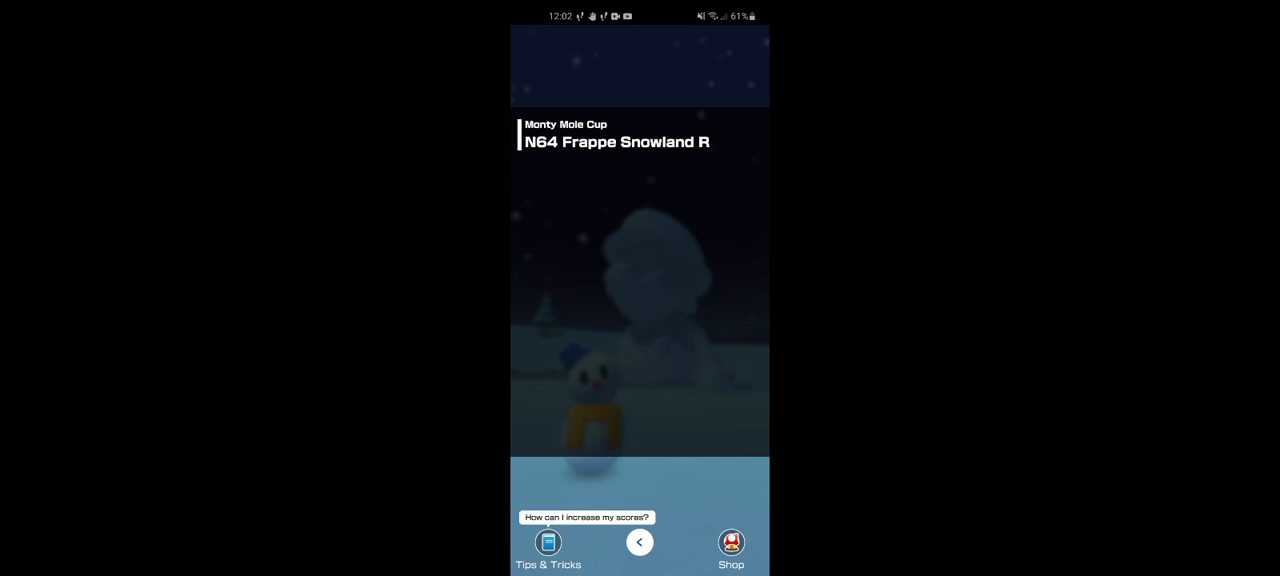 12:02
61%
Monty Mole Cup
N64 Frappe Snowland R
How can I increase my scores?
Tips & Tricks
Shop